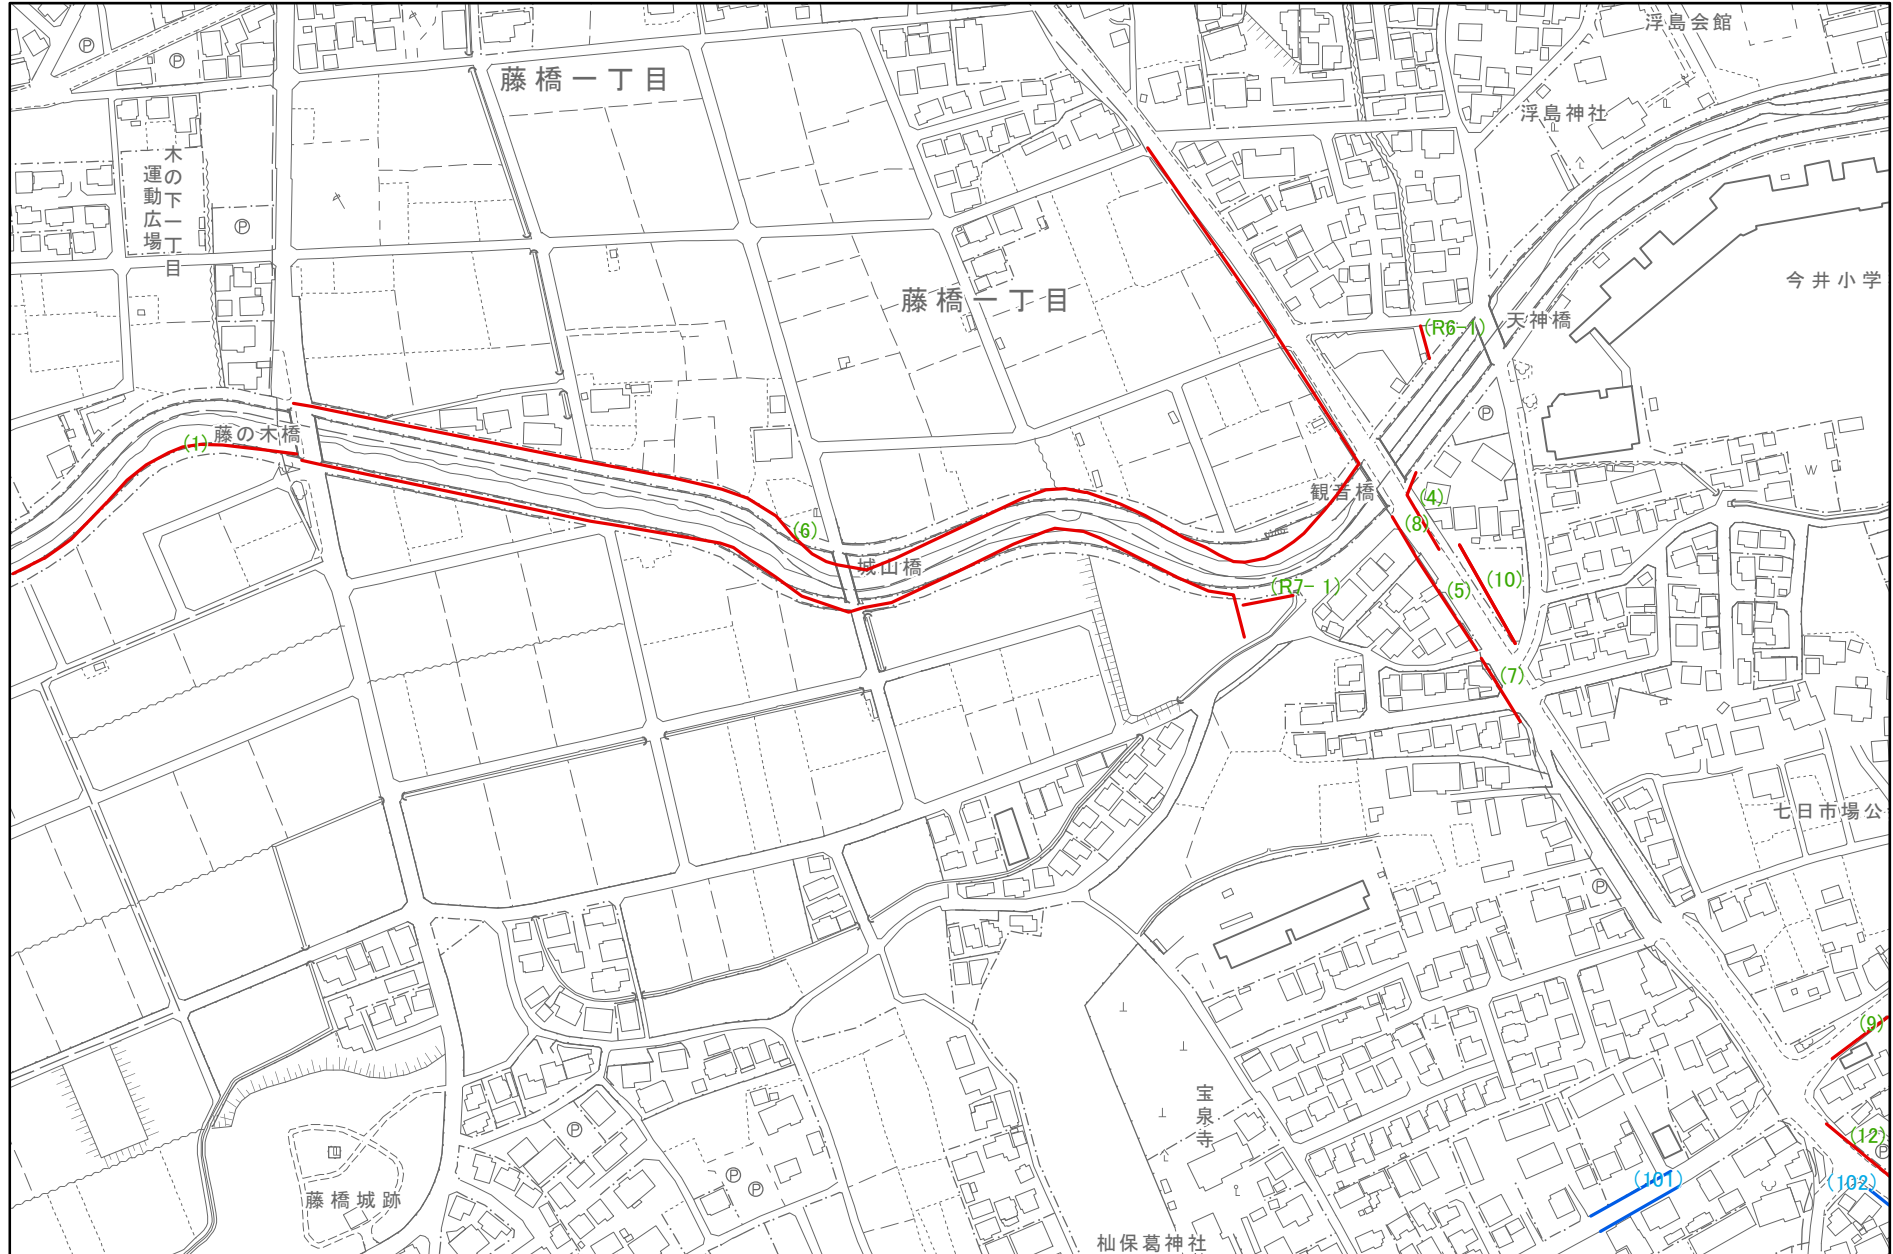 浮島会館
藤橋一丁目
浮島神社
木の下一丁目
運動広場
今井小学
藤橋一丁目
天神橋
(R6-1)
藤の木橋
(1)
観音橋
(4)
(8)
(6)
城山橋
(R7-1)
(10)
(5)
(7)
七日市場公
(9)
宝泉寺
(12)
(101)
(102)
藤橋城跡
杣保葛神社
P
P
P
P
P
P
P
P
P
W